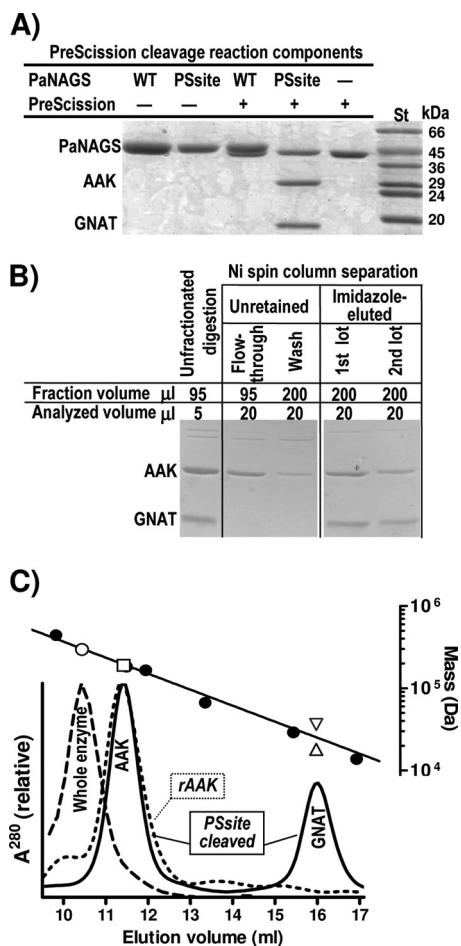 A)
PreScission cleavage reaction components
PaNAGS WT PSsite WT PSsite —
PreScission — — + + +
St kDa
PaNAGS
AAK
GNAT
66
45
36
29
24
20
B)
Ni spin column separation
Unfractionated digestion
Unretained
Imidazole-eluted
Flow-through
Wash
1st lot
2nd lot
Fraction volume µl 95 95 200 200 200
Analyzed volume µl 5 20 20 20 20
AAK
GNAT
C)
10⁶
10⁵
10⁴
Mass (Da)
A²⁸⁰ (relative)
Whole enzyme
AAK
rAAK
PSsite
cleaved
GNAT
10 11 12 13 14 15 16 17
Elution volume (ml)